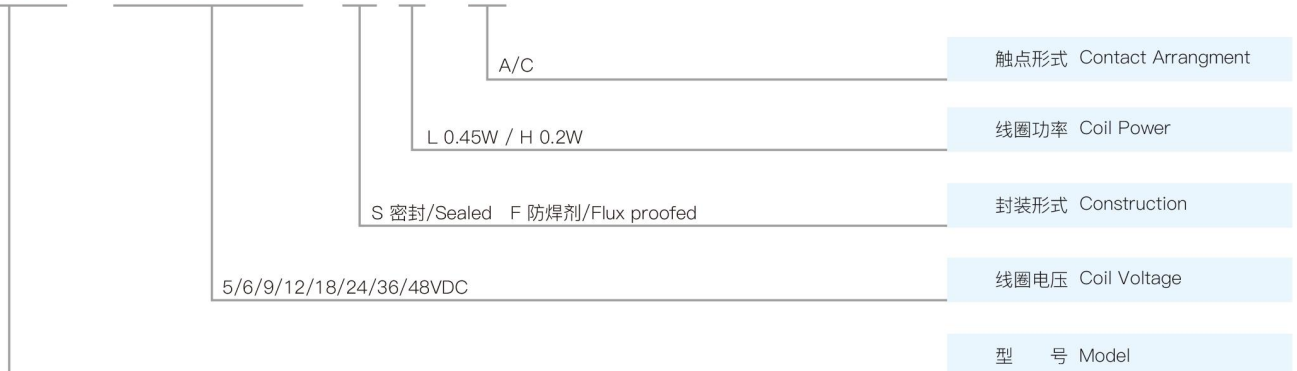 A/C 触点形式 Contact Arrangment
L 0.45W / H 0.2W 线圈功率 Coil Power
S 密封/Sealed F 防焊剂/Flux proofed 封装形式 Construction
5/6/9/12/18/24/36/48VDC 线圈电压 Coil Voltage
型 号 Model